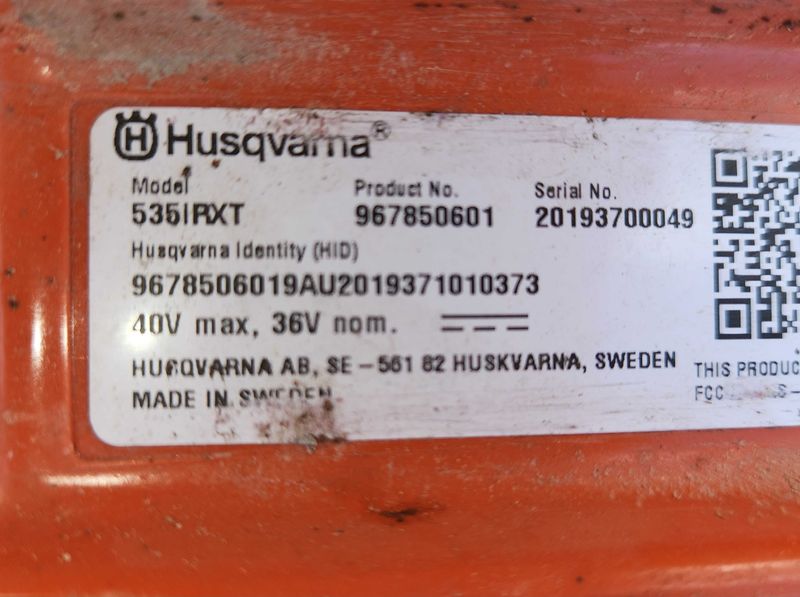 H Husqvarna®
Model Product No. Serial No.
535IRXT 967850601 20193700049
Husqvarna Identity (HID)
9678506019AU2019371010373
40V max, 36V nom.
HUSQVARNA AB, SE-561 82 HUSKVARNA, SWEDEN
MADE IN SWEDEN
THIS PRODUC
FCC